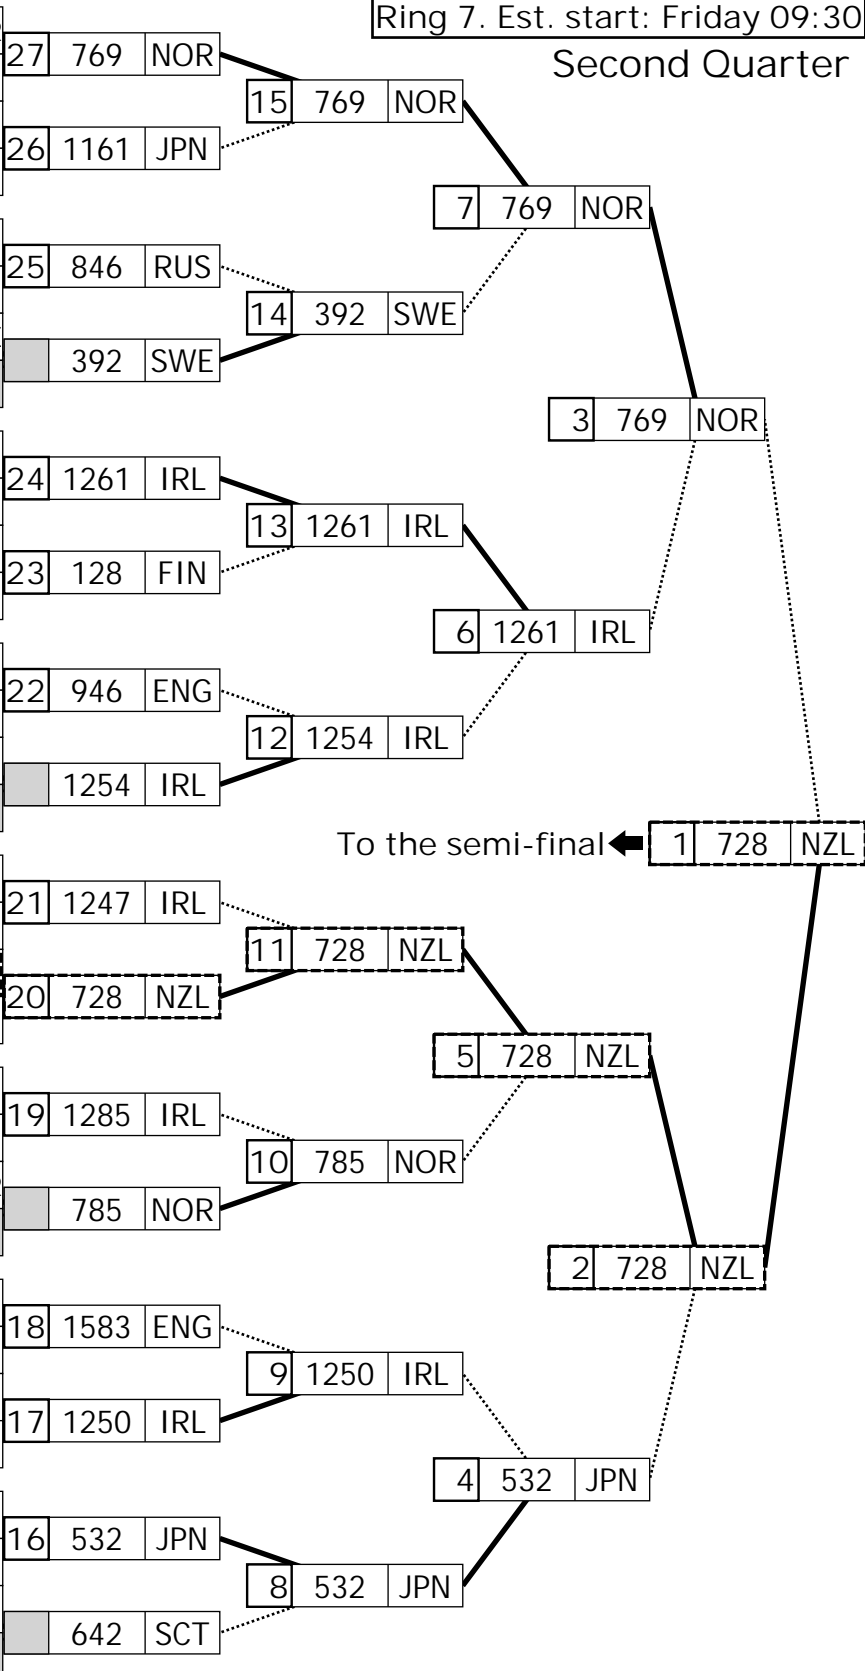 Ring 7. Est. start: Friday 09:30
Second Quarter
27 769 NOR
15 769 NOR
26 1161 JPN
7 769 NOR
25 846 RUS
14 392 SWE
392 SWE
3 769 NOR
24 1261 IRL
13 1261 IRL
23 128 FIN
6 1261 IRL
22 946 ENG
12 1254 IRL
1254 IRL
To the semi-final
1 728 NZL
21 1247 IRL
11 728 NZL
20 728 NZL
5 728 NZL
19 1285 IRL
10 785 NOR
785 NOR
2 728 NZL
18 1583 ENG
9 1250 IRL
17 1250 IRL
4 532 JPN
16 532 JPN
8 532 JPN
642 SCT